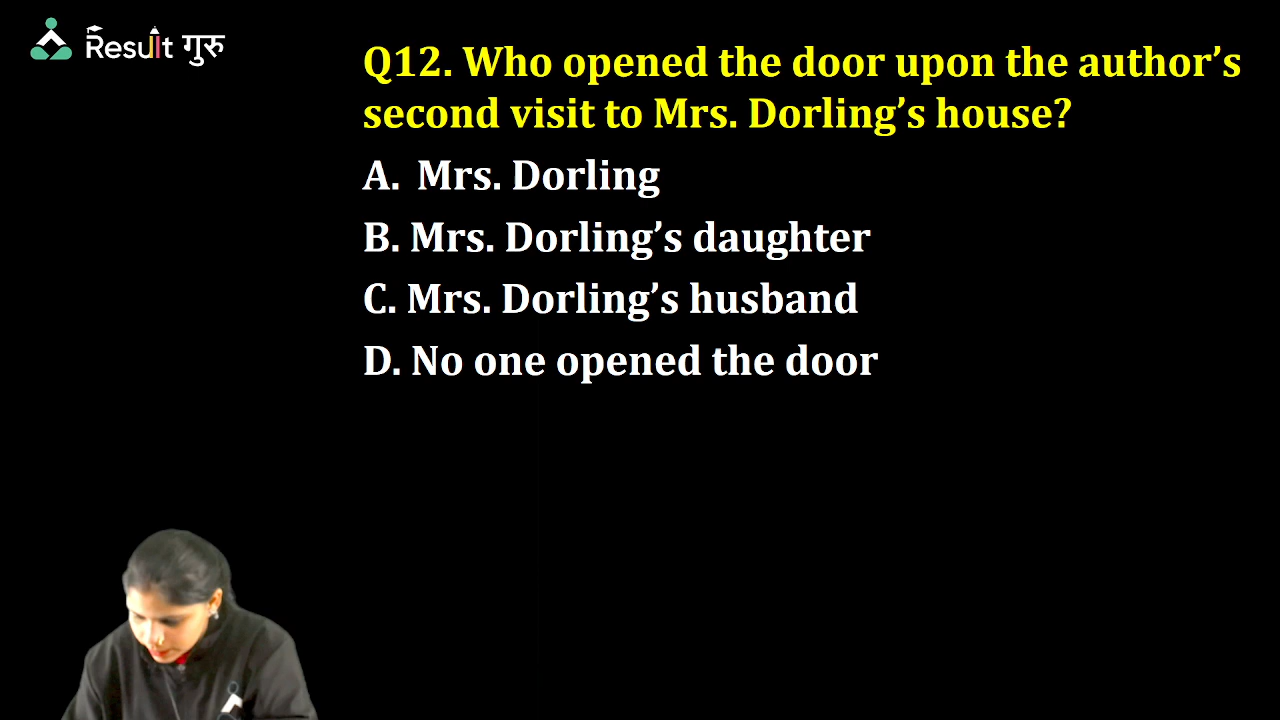 Result गुरु
Q12. Who opened the door upon the author’s
second visit to Mrs. Dorling’s house?
A. Mrs. Dorling
B. Mrs. Dorling’s daughter
C. Mrs. Dorling’s husband
D. No one opened the door